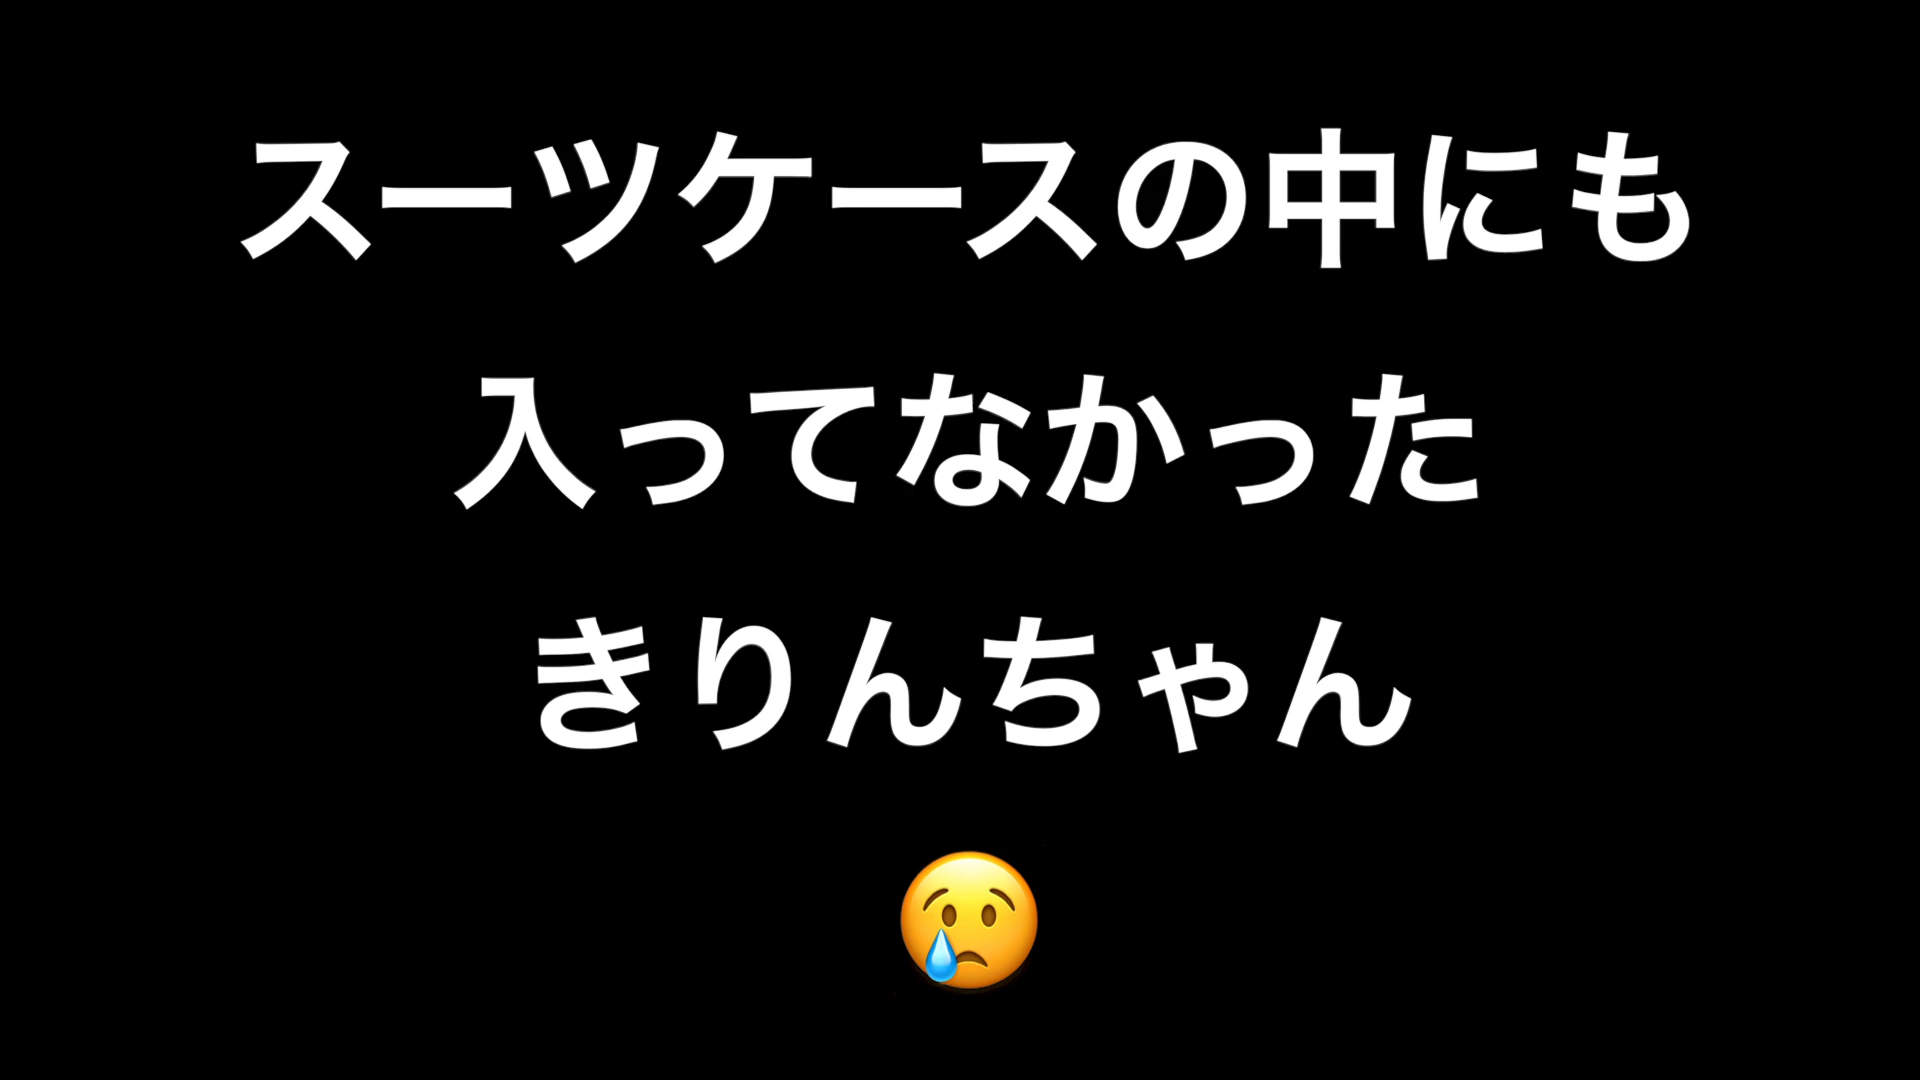 スーツケースの中にも
入ってなかった
きりんちゃん
😢